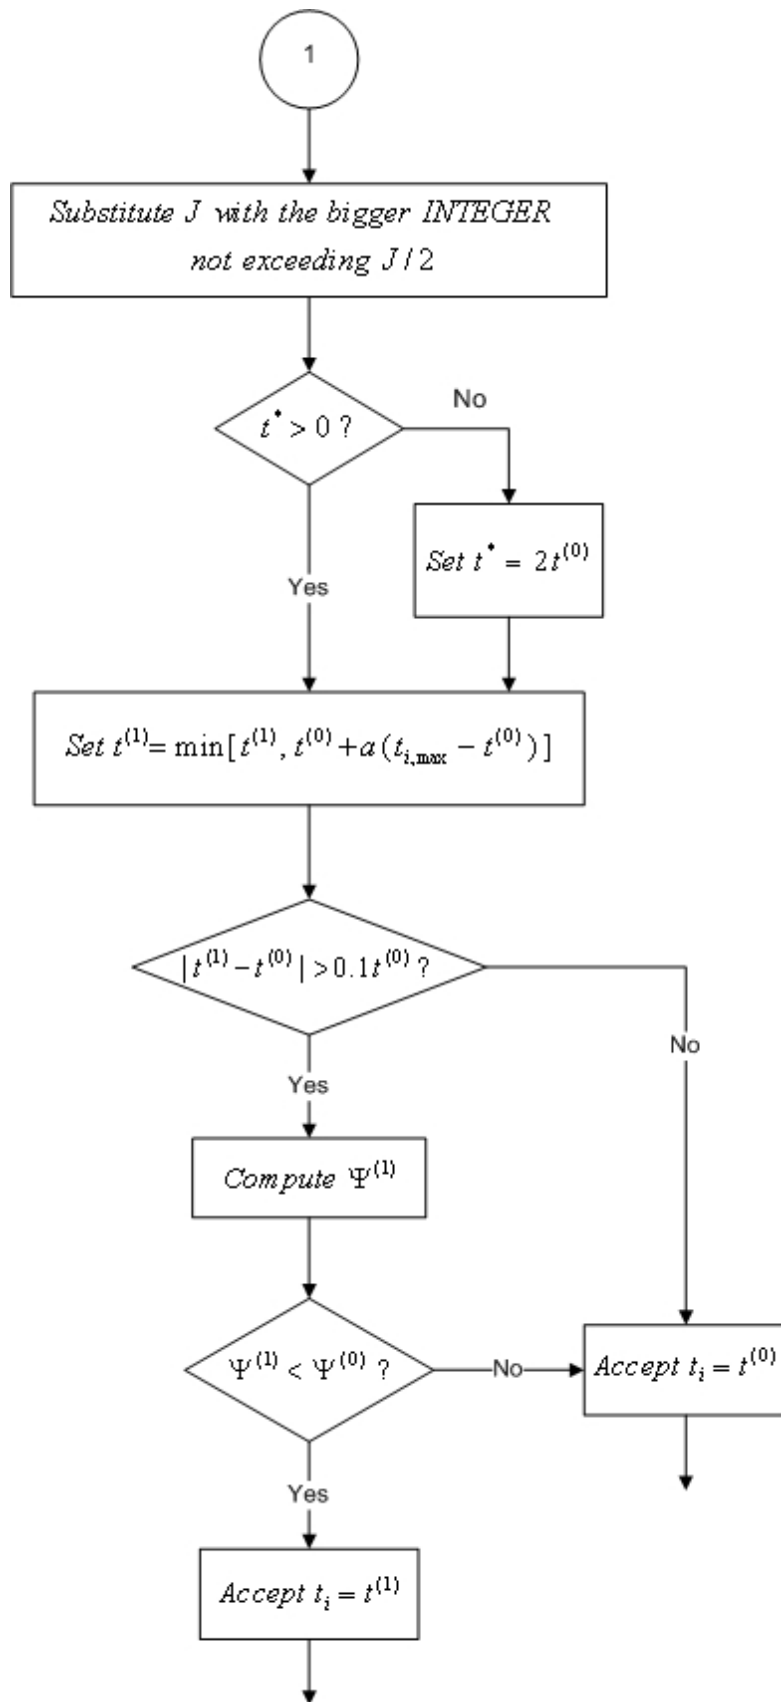 1
Substitute J with the bigger INTEGER
not exceeding J / 2
No
t* > 0 ?
Set t* = 2t⁽⁰⁾
Yes
Set t⁽¹⁾= min[t⁽¹⁾, t⁽⁰⁾+a(t_{i,max} − t⁽⁰⁾)]
|t⁽¹⁾−t⁽⁰⁾|>0.1t⁽⁰⁾ ?
No
Yes
Compute Ψ⁽¹⁾
Ψ⁽¹⁾ < Ψ⁽⁰⁾ ?
No
Accept t_i = t⁽⁰⁾
Yes
Accept t_i = t⁽¹⁾